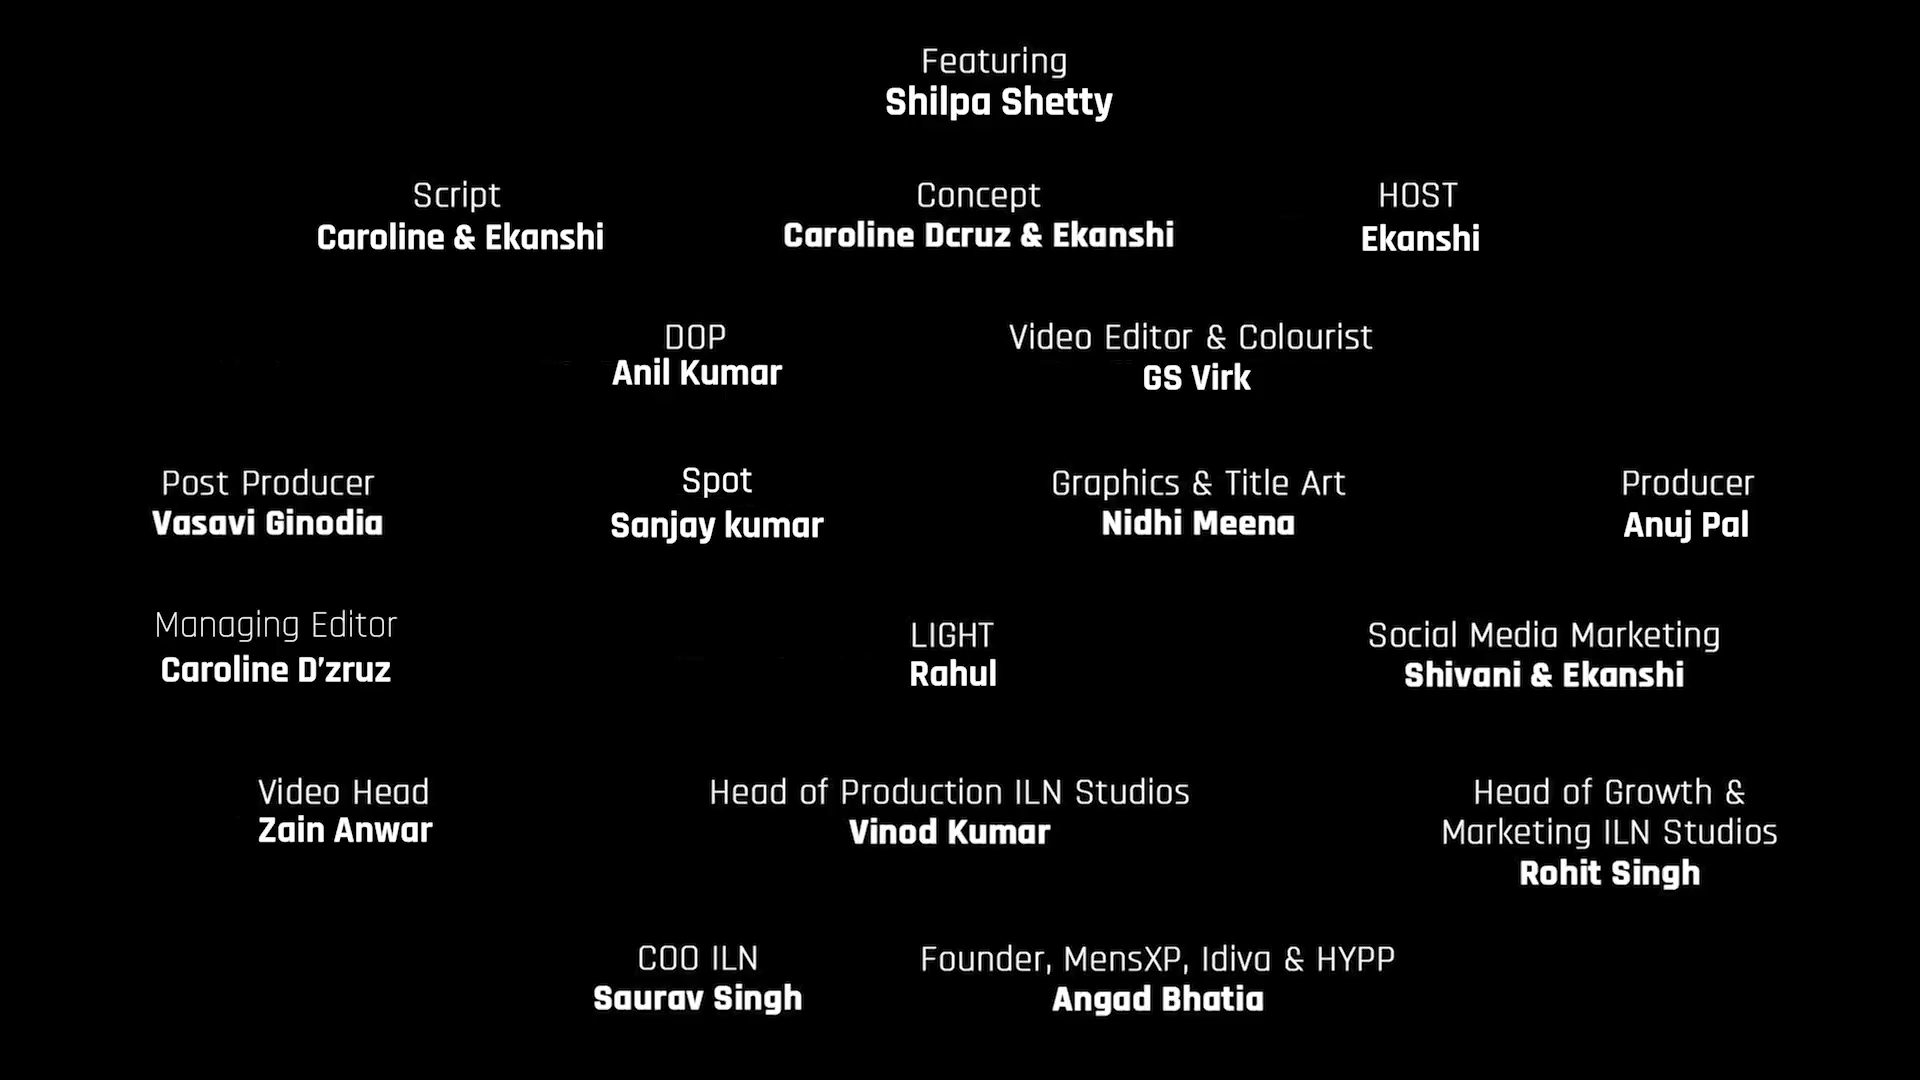 Featuring
Shilpa Shetty
Script
Caroline & Ekanshi
Concept
Caroline Dcruz & Ekanshi
HOST
Ekanshi
DOP
Anil Kumar
Video Editor & Colourist
GS Virk
Post Producer
Vasavi Ginodia
Spot
Sanjay kumar
Graphics & Title Art
Nidhi Meena
Producer
Anuj Pal
Managing Editor
Caroline D'zruz
LIGHT
Rahul
Social Media Marketing
Shivani & Ekanshi
Video Head
Zain Anwar
Head of Production ILN Studios
Vinod Kumar
Head of Growth &
Marketing ILN Studios
Rohit Singh
COO ILN
Saurav Singh
Founder, MensXP, Idiva & HYPP
Angad Bhatia